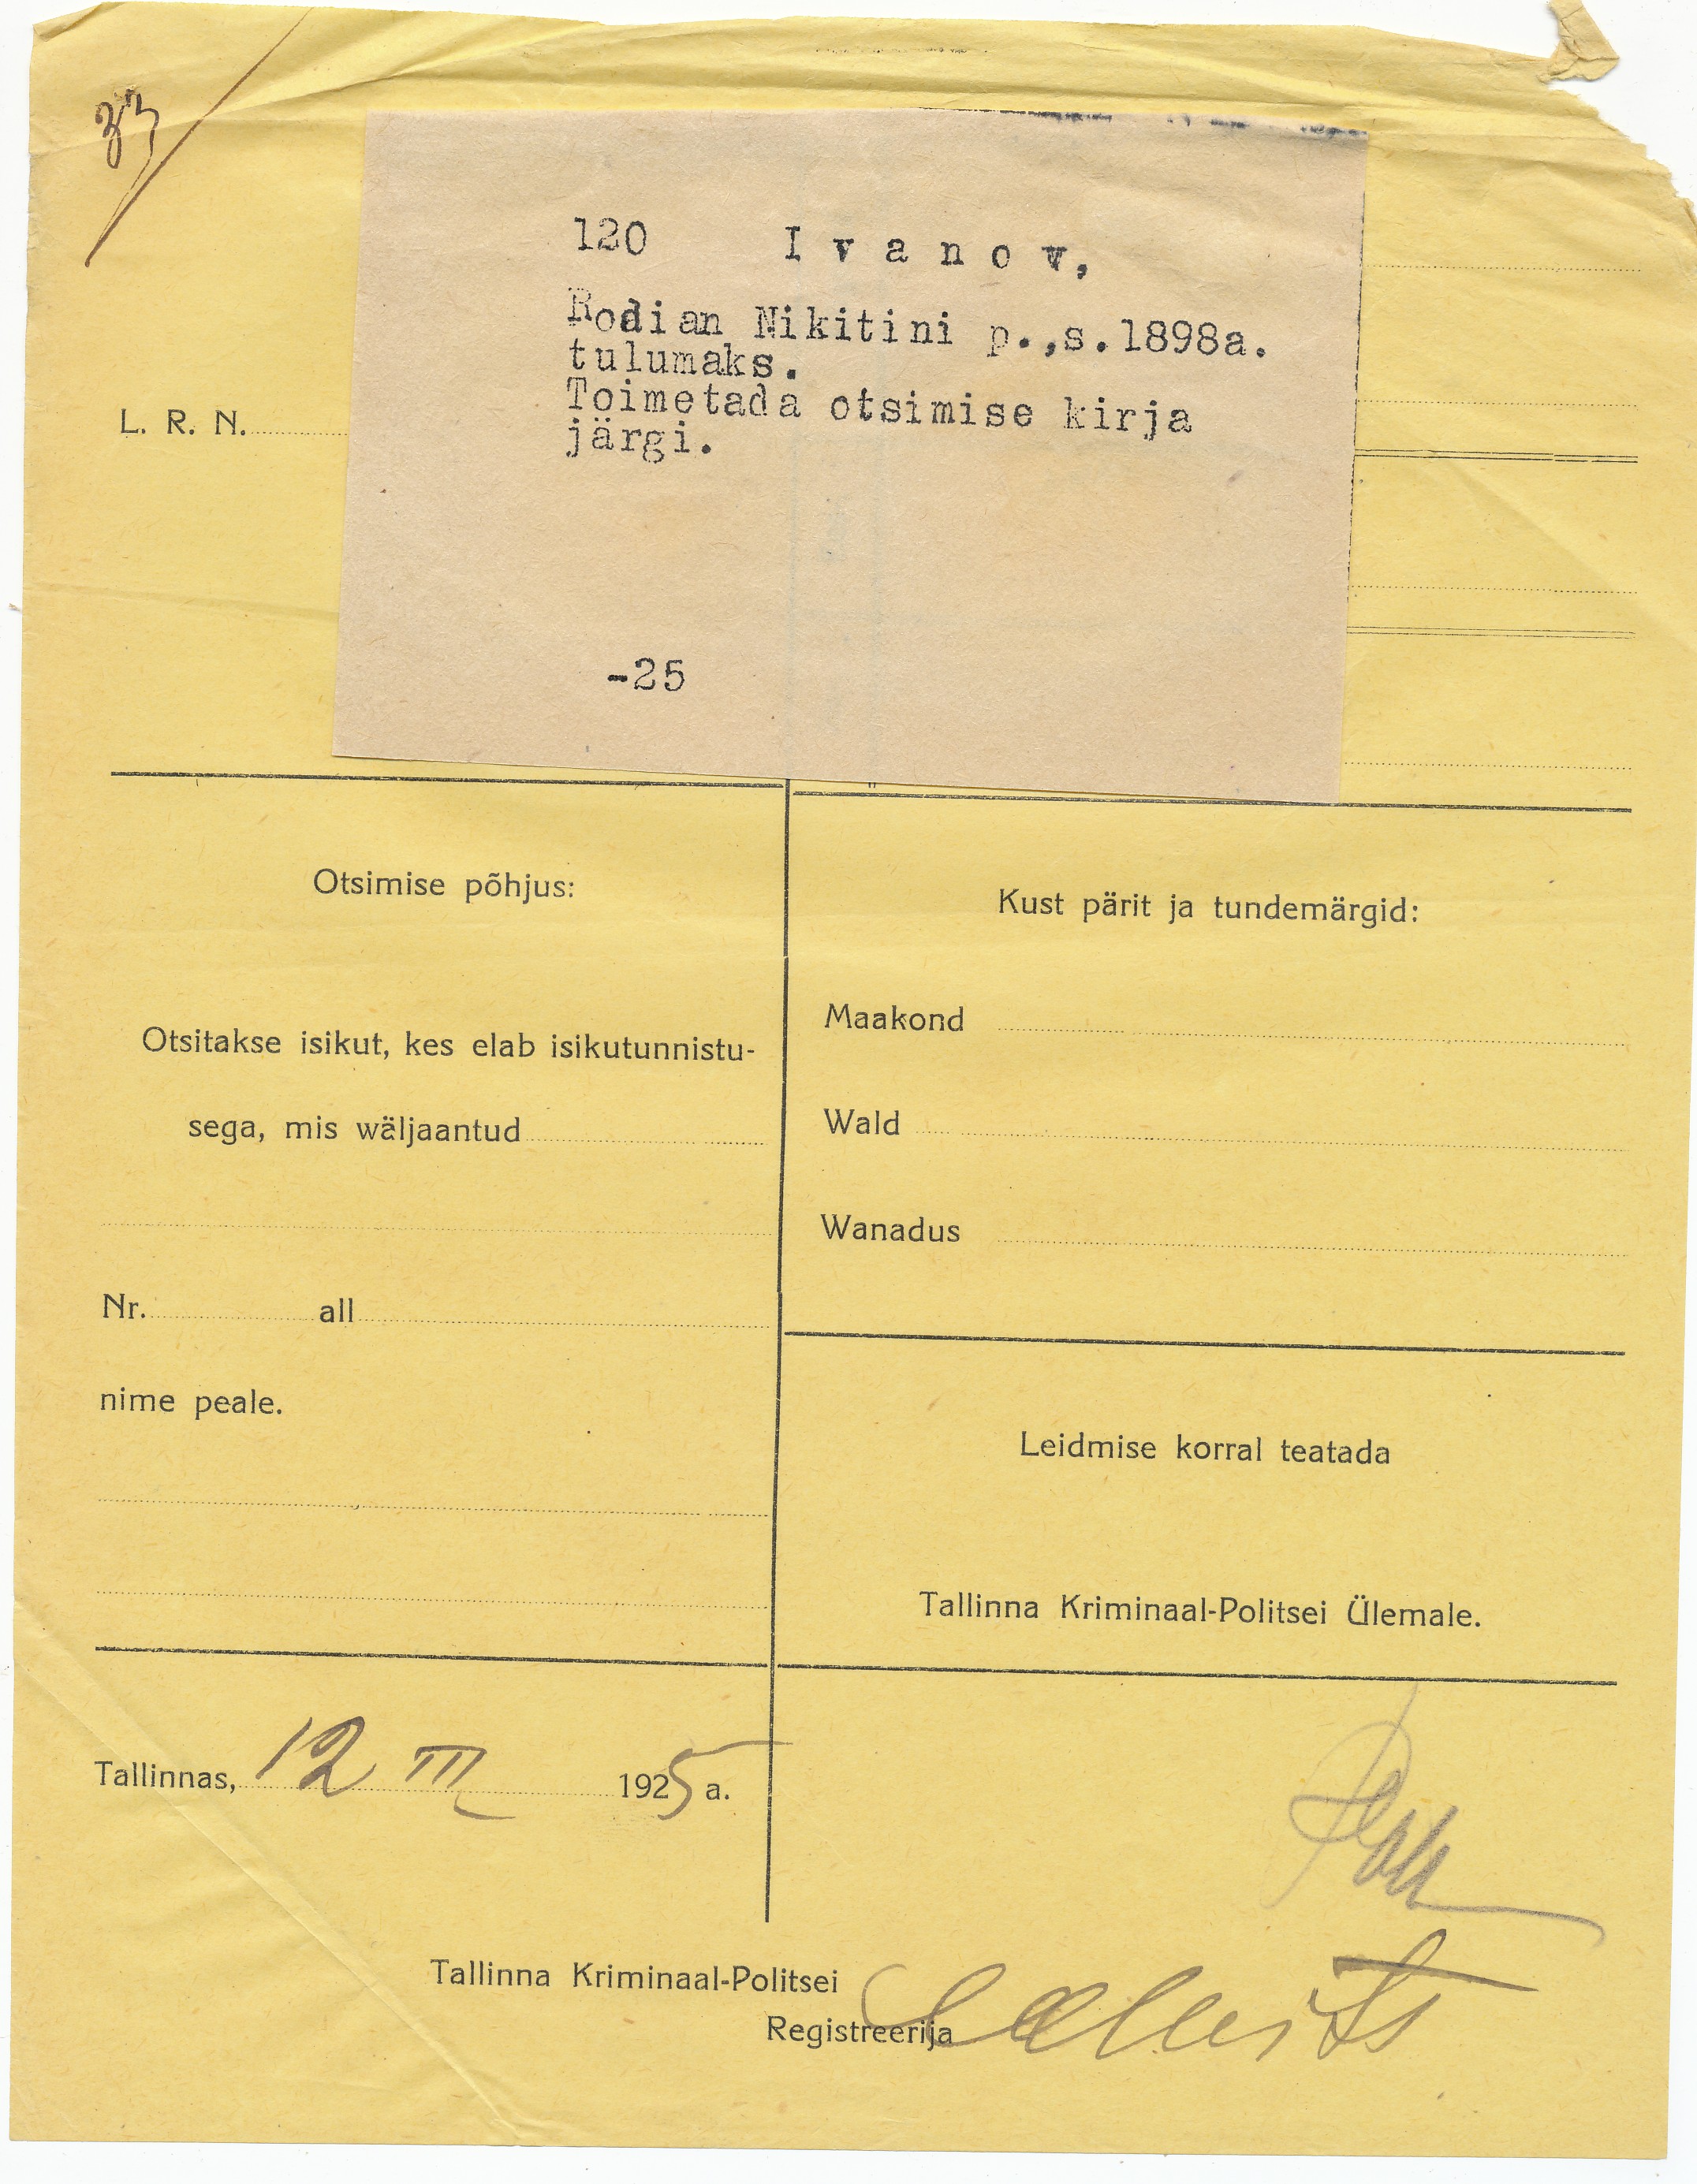 120 Ivanov,
Rodian Nikitini p.,s.1898a.
tulumaks.
Toimetada otsimise kirja
järgi.
-25
L. R. N.
Otsimise põhjus:
Otsitakse isikut, kes elab isikutunnistu-
sega, mis wäljaantud
Nr. all
nime peale.
Kust pärit ja tundemärgid:
Maakond
Wald
Wanadus
Leidmise korral teatada
Tallinna Kriminaal-Politsei Ülemale.
Tallinnas, 12 III 1925 a.
Tallinna Kriminaal-Politsei
Registreerija